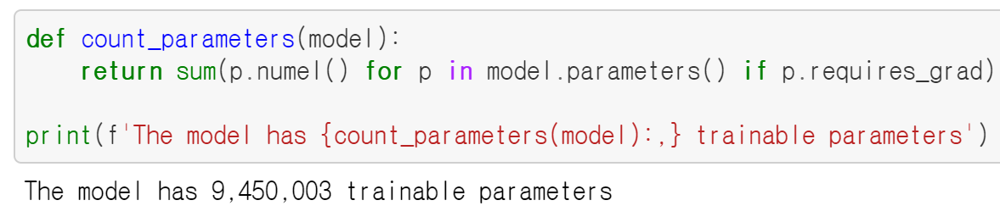 def count_parameters(model):
    return sum(p.numel() for p in model.parameters() if p.requires_grad)
print(f'The model has {count_parameters(model):,} trainable parameters')
The model has 9,450,003 trainable parameters